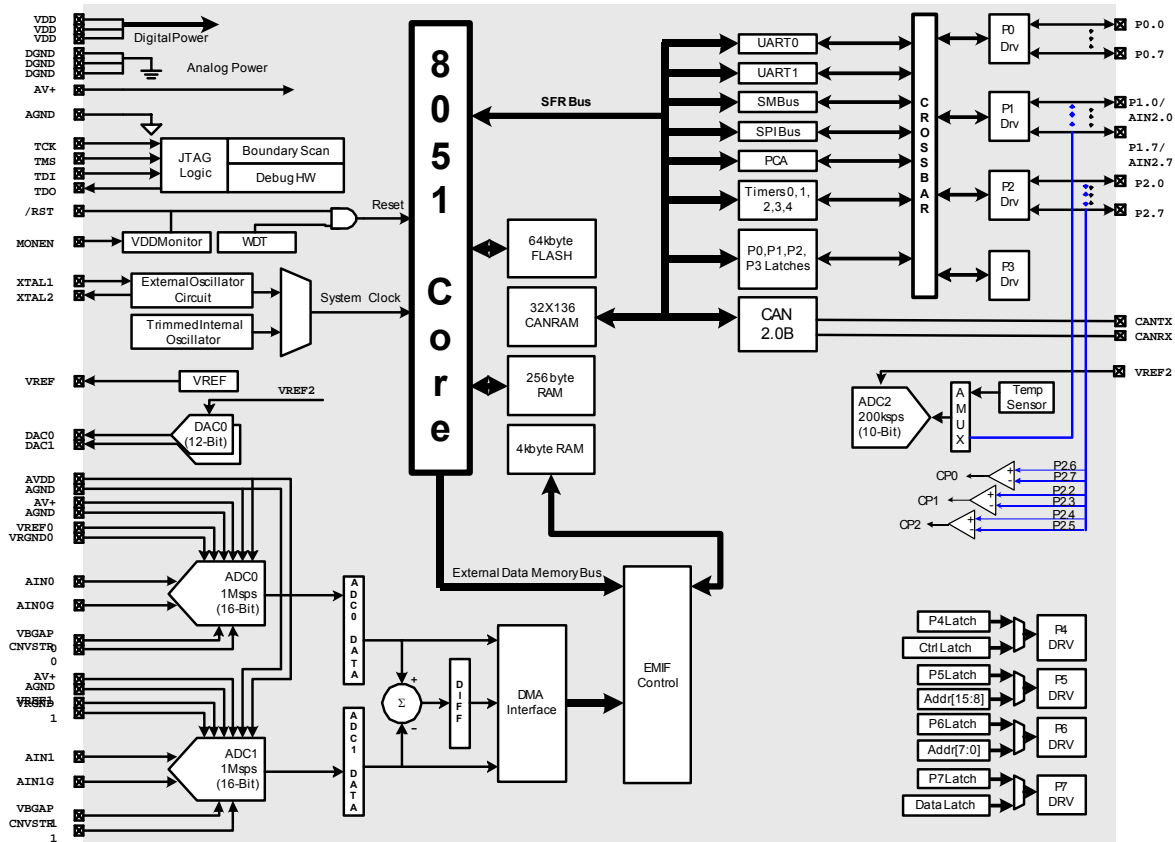 VDD
VDD
VDD
Digital Power
DGND
DGND
DGND
Analog Power
AV+
AGND
TCK
TMS
TDI
TDO
JTAG
Logic
Boundary Scan
Debug HW
/RST
Reset
MONEN
VDD Monitor
WDT
XTAL1
XTAL2
External Oscillator
Circuit
System Clock
Trimmed Internal
Oscillator
VREF
VREF
VREF2
DAC0
DAC1
DAC0
(12-Bit)
AVDD
AGND
AV+
AGND
VREF0
VRGND0
AIN0
AIN0G
VBGAP
0
CNVSTR
0
ADC0
1Msps
(16-Bit)
AV+
AGND
VREF1
VRGND
1
AIN1
AIN1G
VBGAP
1
CNVSTR
1
ADC1
1Msps
(16-Bit)
8051 Core
SFR Bus
64kbyte
FLASH
32X136
CANRAM
256 byte
RAM
4kbyte RAM
External Data Memory Bus
ADC0 DATA
ADC1 DATA
+
Σ
−
DIFF
DMA
Interface
EMIF
Control
UART0
UART1
SMBus
SPI Bus
PCA
Timers 0, 1,
2,3,4
P0, P1, P2,
P3 Latches
CAN
2.0B
CROSSBAR
P0
Drv
P1
Drv
P2
Drv
P3
Drv
P0.0
P0.7
P1.0/
AIN2.0
P1.7/
AIN2.7
P2.0
P2.7
CANTX
CANRX
VREF2
ADC2
200ksps
(10-Bit)
AMUX
Temp
Sensor
CP0
+
-
P2.6
P2.7
CP1
+
-
P2.2
P2.3
CP2
+
-
P2.4
P2.5
P4 Latch
Ctrl Latch
P4
DRV
P5 Latch
Addr[15:8]
P5
DRV
P6 Latch
Addr[7:0]
P6
DRV
P7 Latch
Data Latch
P7
DRV